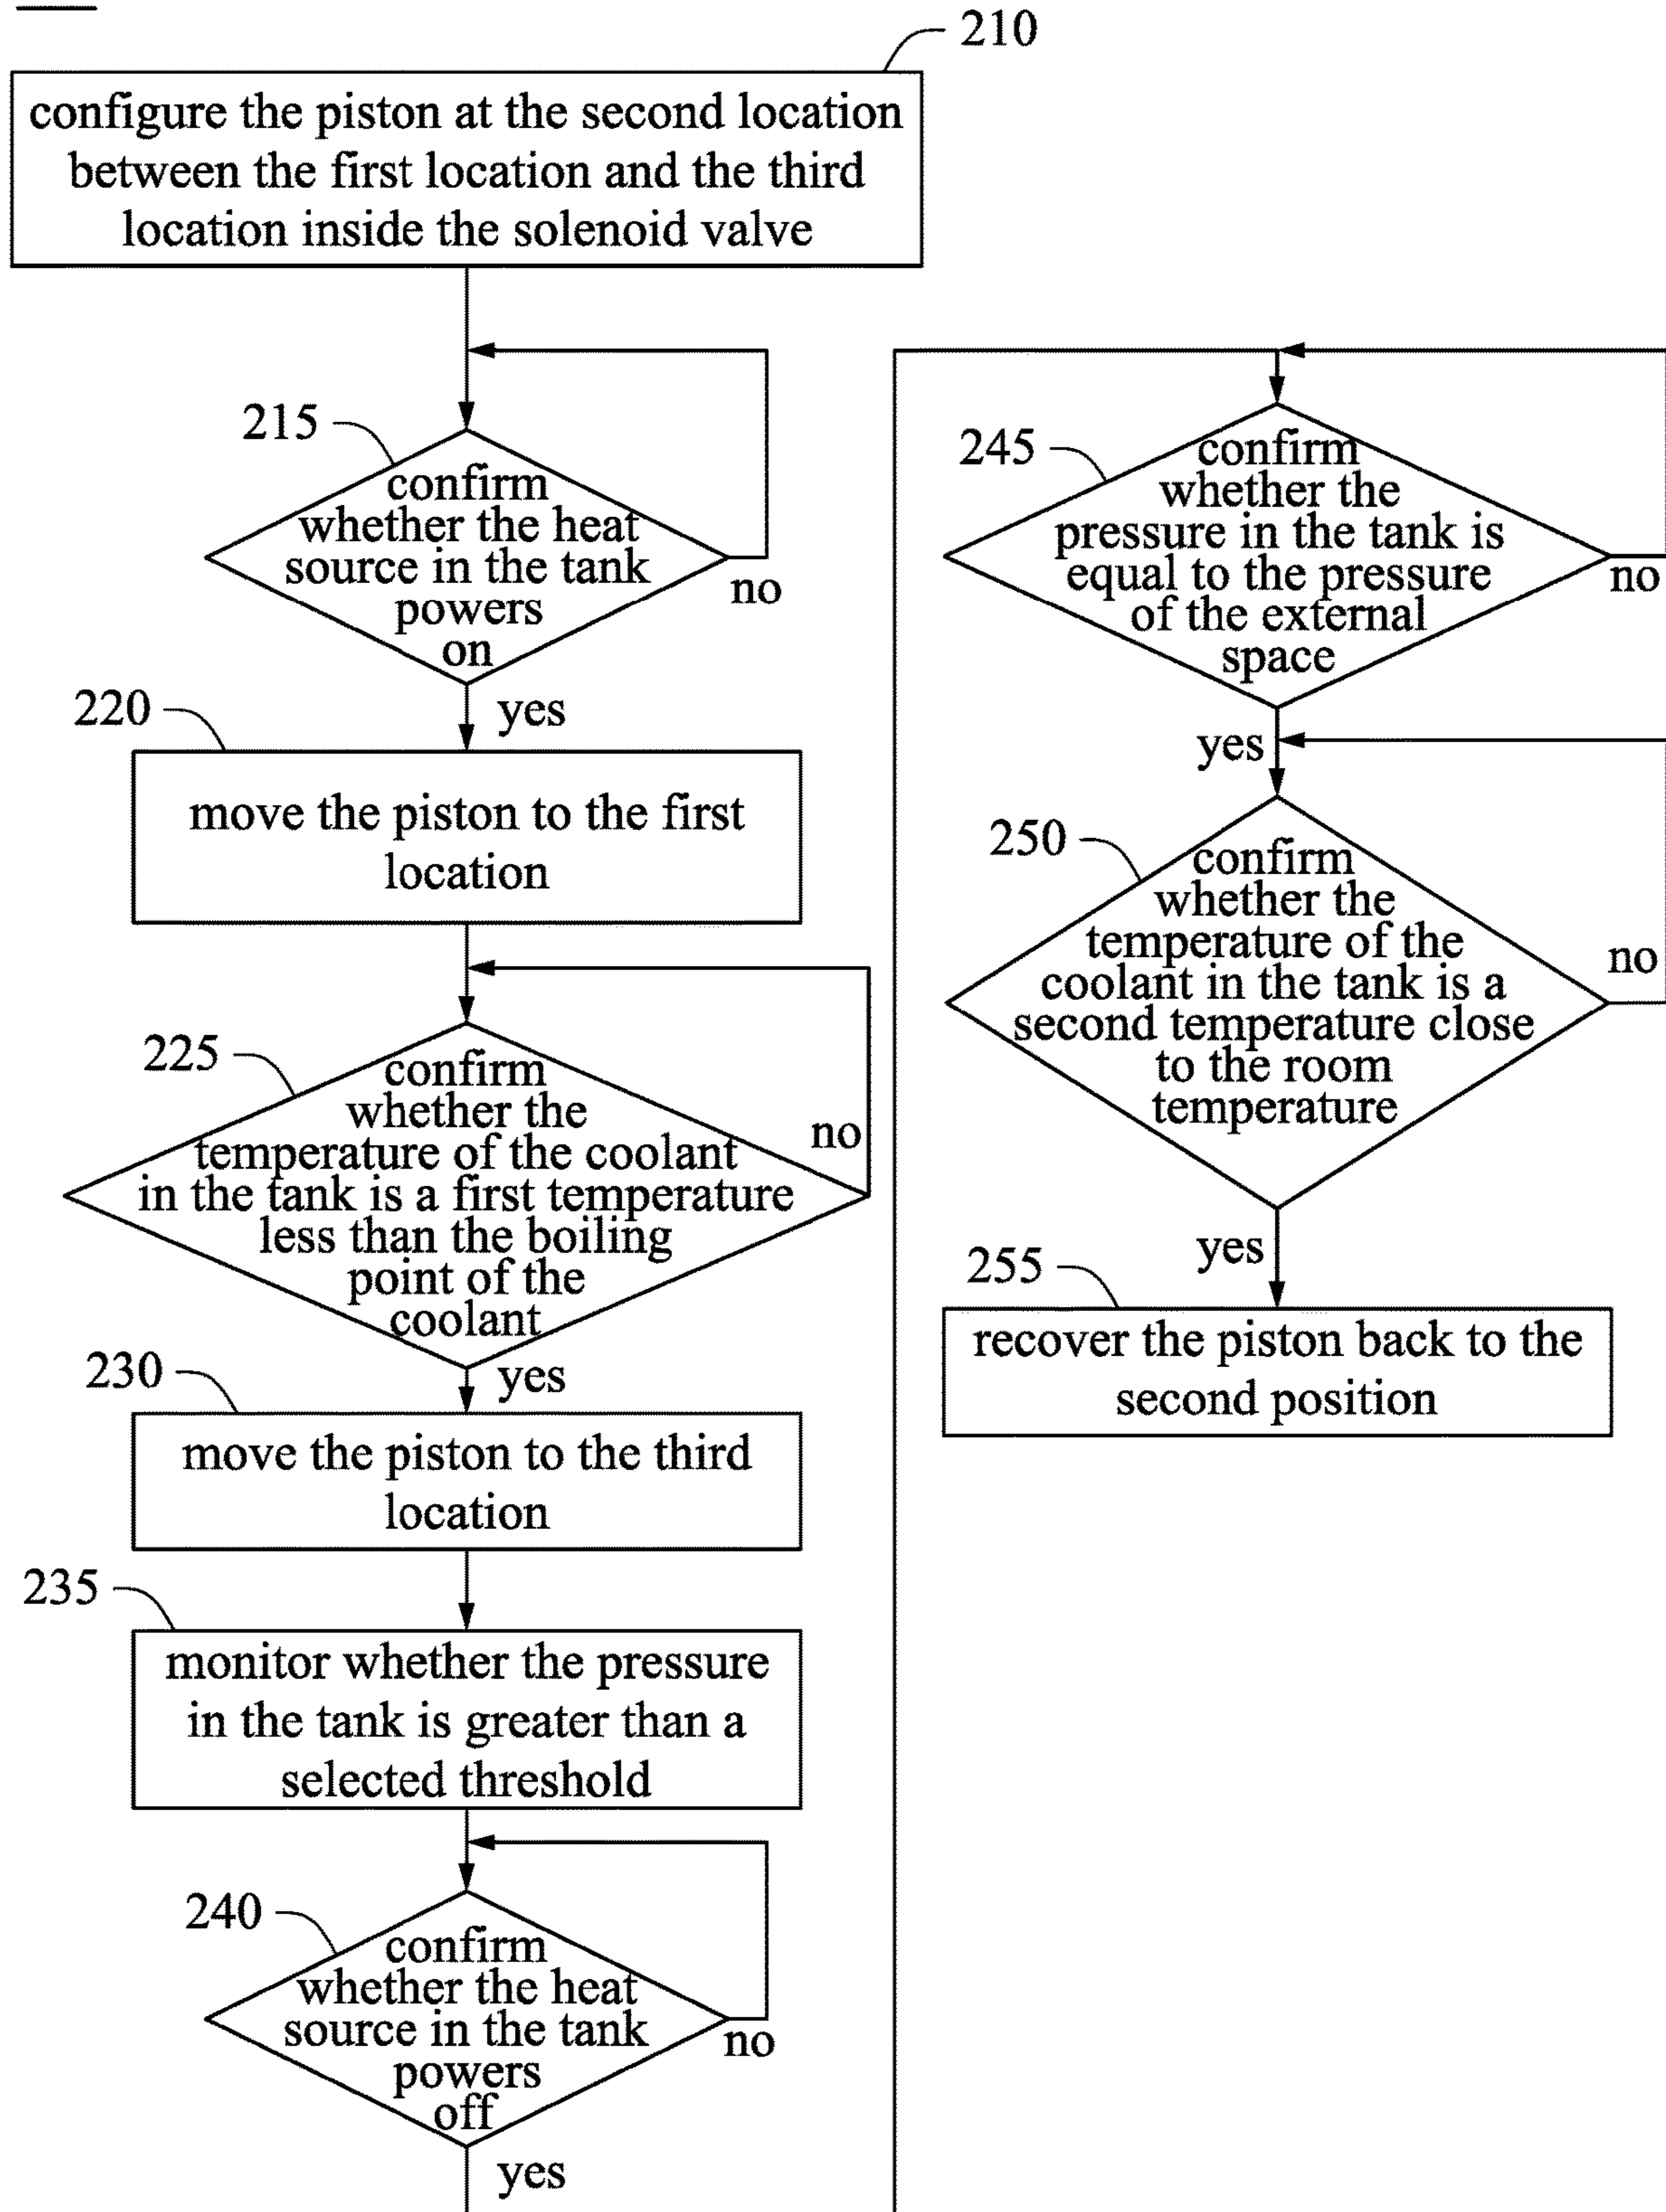 210
configure the piston at the second location
between the first location and the third
location inside the solenoid valve
215
confirm
whether the heat
source in the tank
powers
on
no
yes
220
move the piston to the first
location
225
confirm
whether the
temperature of the coolant
in the tank is a first temperature
less than the boiling
point of the
coolant
no
yes
230
move the piston to the third
location
235
monitor whether the pressure
in the tank is greater than a
selected threshold
240
confirm
whether the heat
source in the tank
powers
off
no
yes
245
confirm
whether the
pressure in the tank is
equal to the pressure
of the external
space
no
yes
250
confirm
whether the
temperature of the
coolant in the tank is a
second temperature close
to the room
temperature
no
yes
255
recover the piston back to the
second position